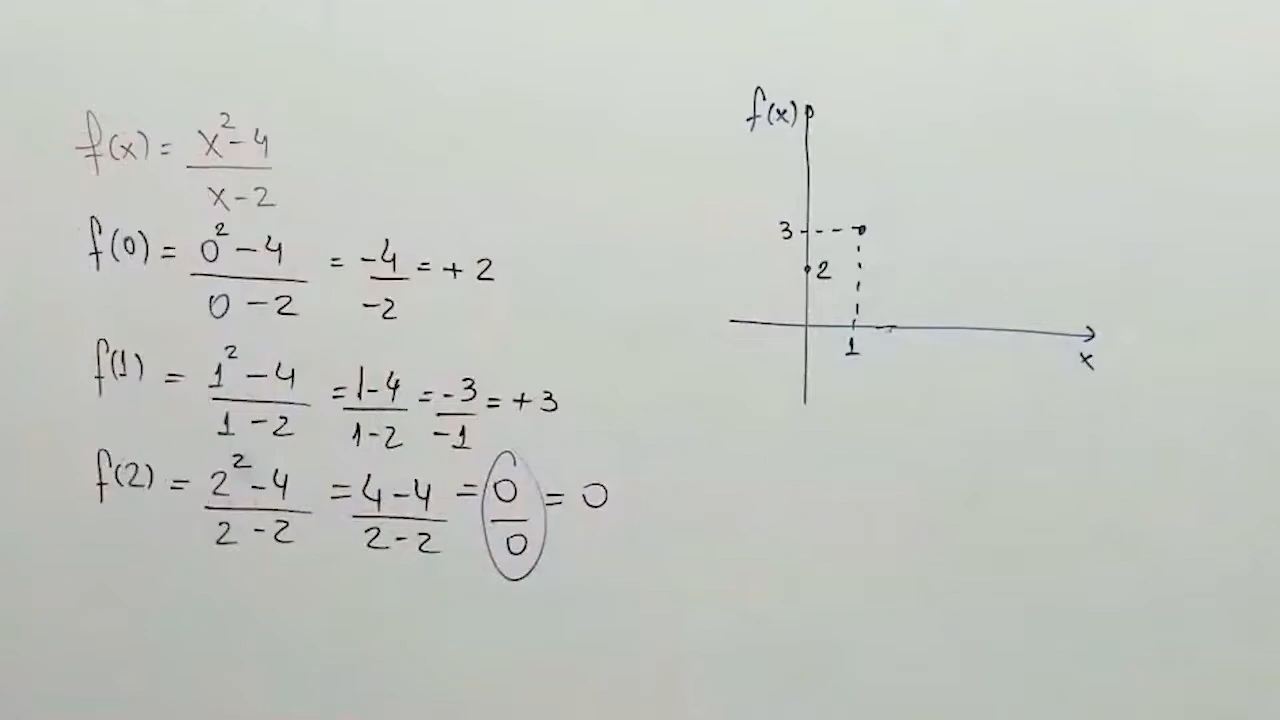 f(x) = x² - 4 / x - 2
f(0) = 0² - 4 / 0 - 2 = -4 / -2 = + 2
f(1) = 1² - 4 / 1 - 2 = 1 - 4 / 1 - 2 = -3 / -1 = + 3
f(2) = 2² - 4 / 2 - 2 = 4 - 4 / 2 - 2 = 0 / 0 = 0
f(x)
3
2
1
x